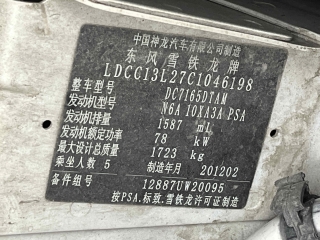 中国神龙汽车有限公司制造
东风雪铁龙牌
LDCC13L27C1046198
整车型号 DC7165DTAM
发动机型号 N6A 10XA3A PSA
发动机排量 1587 ml
发动机额定功率 78 kW
最大设计总质量 1723 kg
乘坐人数 5 制造年月 201202
备件组号 12887UW20095
按PSA.标致.雪铁龙许可证制造